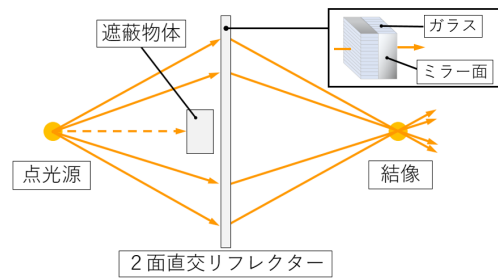 遮蔽物体
ガラス
ミラー面
点光源
結像
２面直交リフレクター